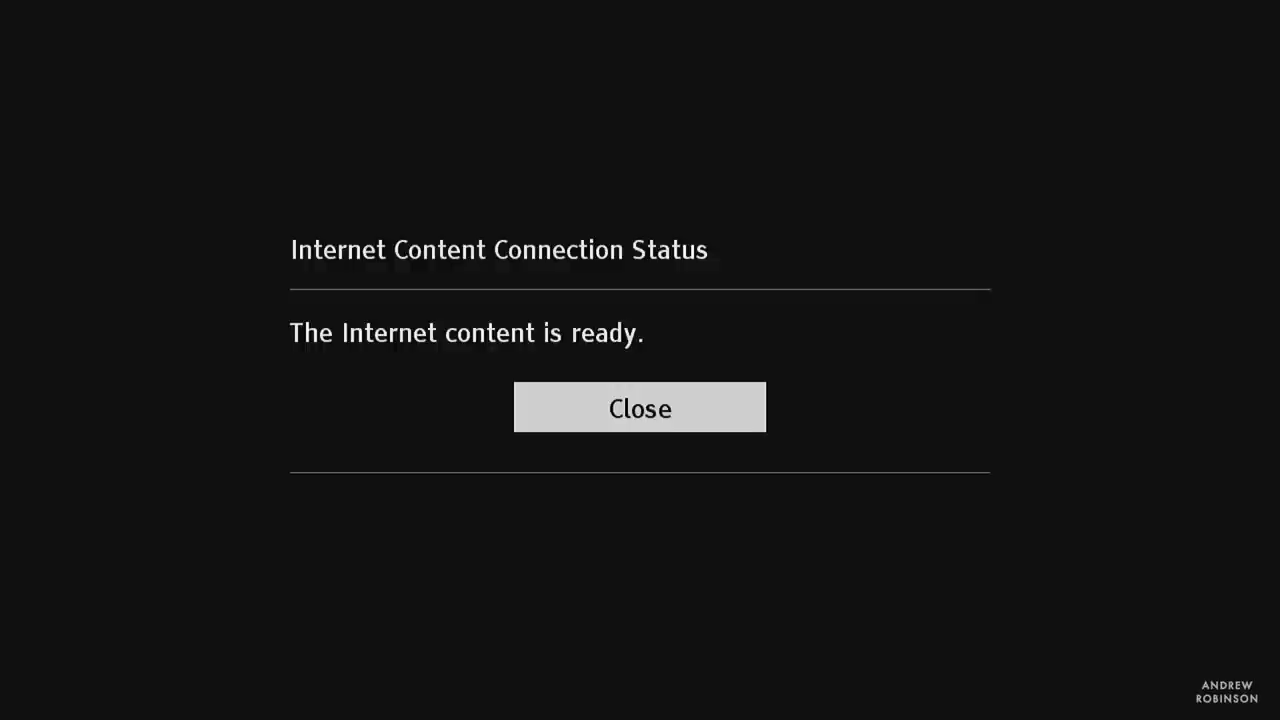 Internet Content Connection Status
The Internet content is ready.
Close
ANDREW
ROBINSON